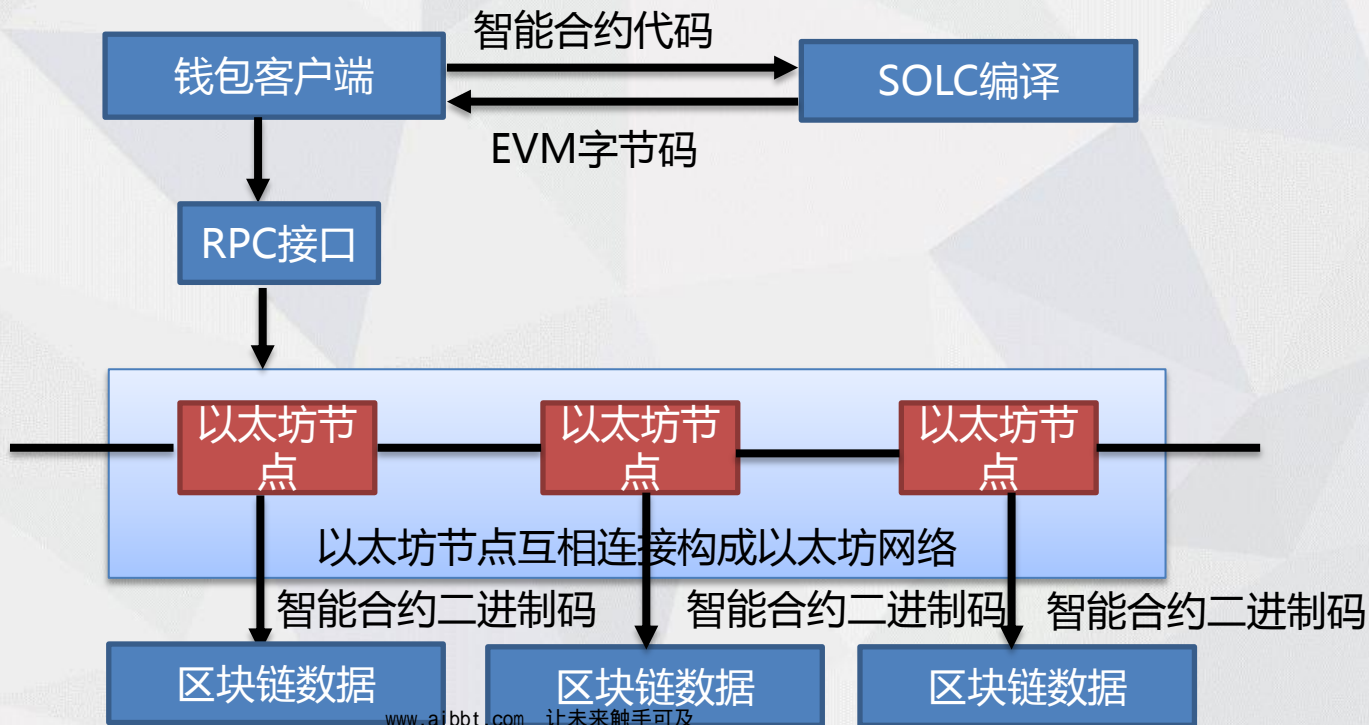 智能合约代码
钱包客户端
SOLC编译
EVM字节码
RPC接口
以太坊节
点
以太坊节
点
以太坊节
点
以太坊节点互相连接构成以太坊网络
智能合约二进制码
智能合约二进制码
智能合约二进制码
区块链数据
区块链数据
区块链数据
www.aibbt.com 让未来触手可及